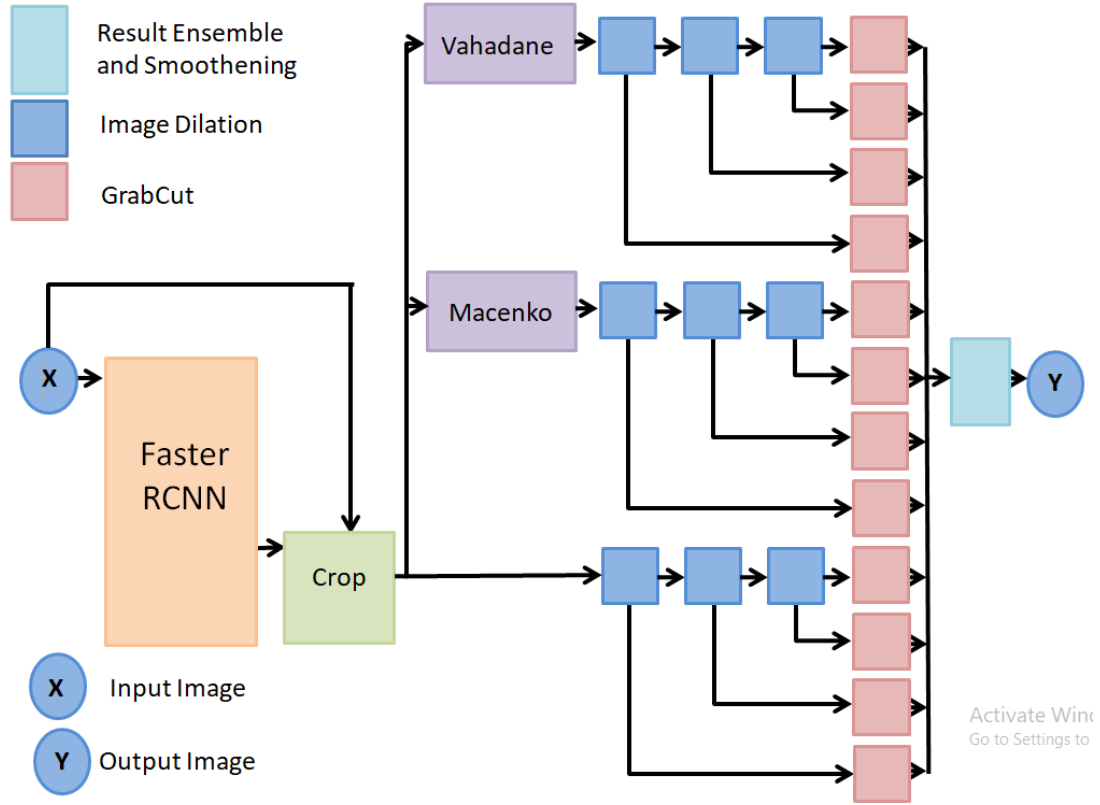 Result Ensemble
and Smoothening
Image Dilation
GrabCut
Vahadane
Macenko
X
Faster
RCNN
Crop
Y
X
Input Image
Y
Output Image
Activate Wind
Go to Settings to